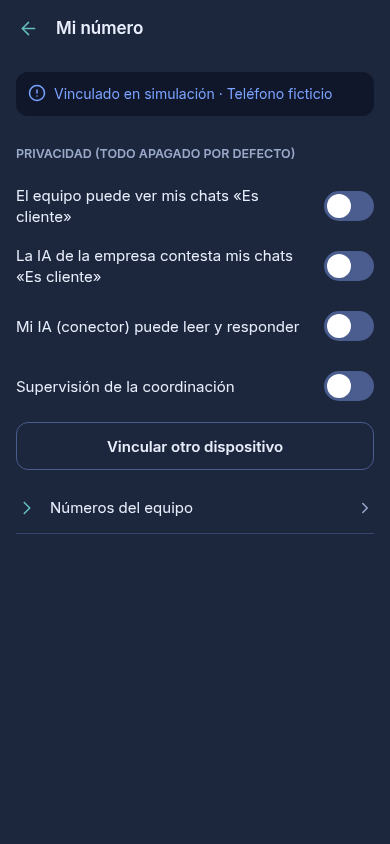 Mi número
Vinculado en simulación · Teléfono ficticio
PRIVACIDAD (TODO APAGADO POR DEFECTO)
El equipo puede ver mis chats «Es
cliente»
La IA de la empresa contesta mis chats
«Es cliente»
Mi IA (conector) puede leer y responder
Supervisión de la coordinación
Vincular otro dispositivo
Números del equipo